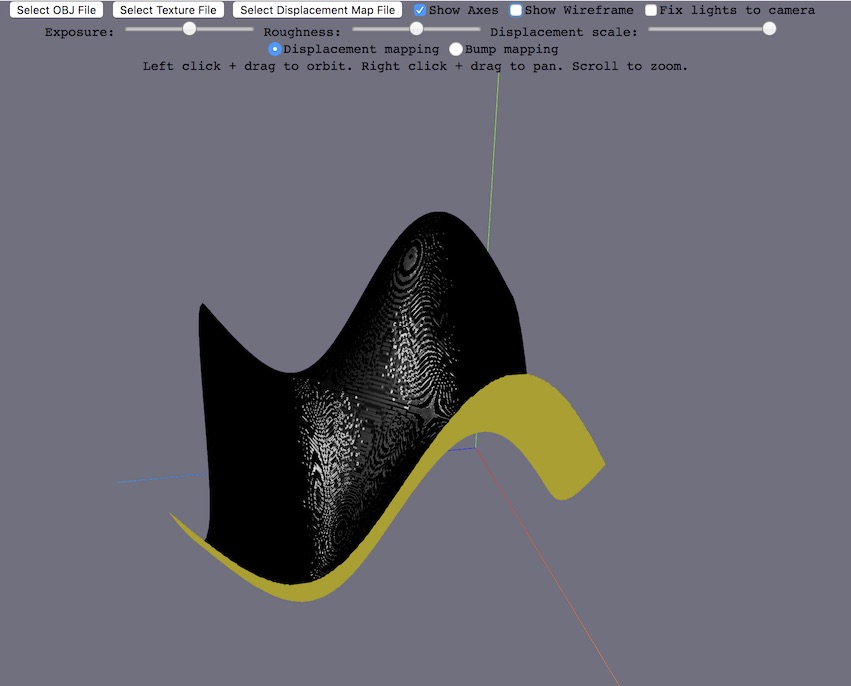 Select OBJ File Select Texture File Select Displacement Map File Show Axes Show Wireframe Fix lights to camera
Exposure: Roughness: Displacement scale:
Displacement mapping Bump mapping
Left click + drag to orbit. Right click + drag to pan. Scroll to zoom.